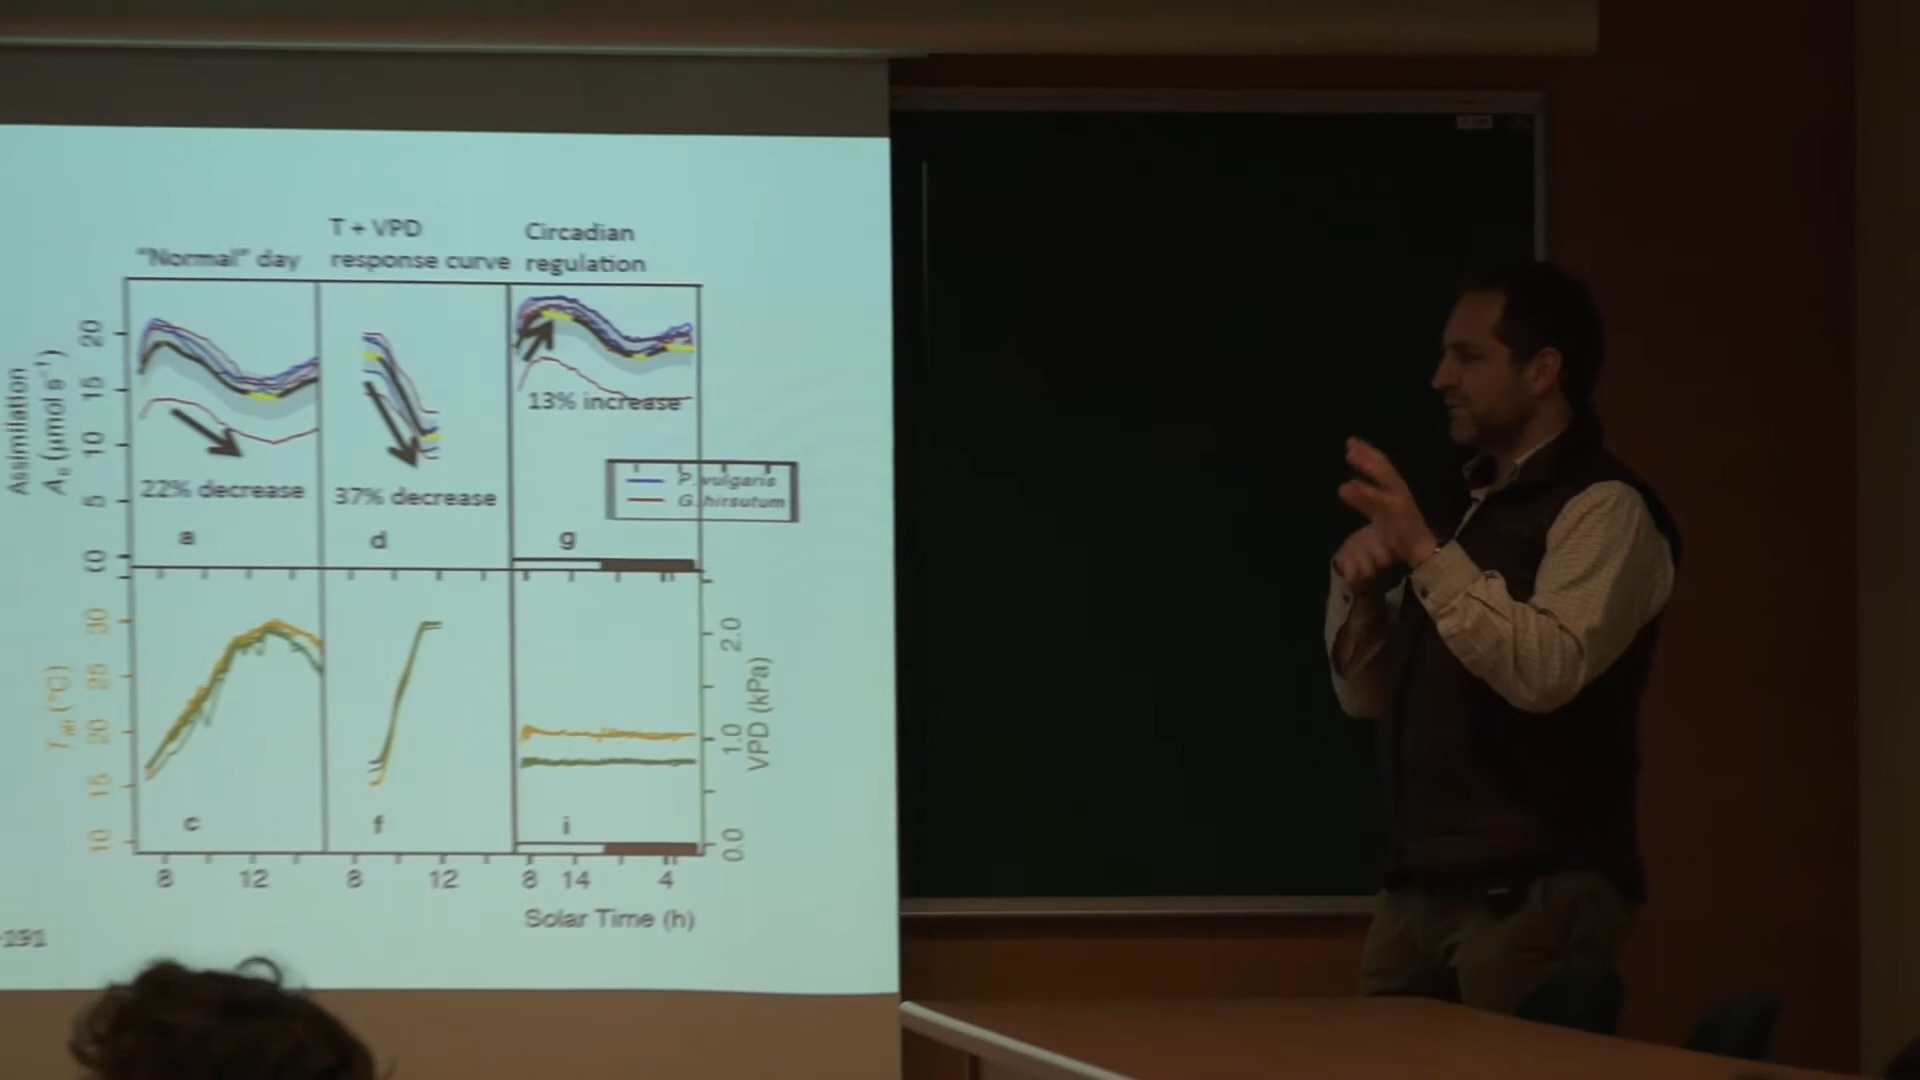 T + VPD
Circadian
"Normal" day
response curve
regulation
Assimilation
(μmol s⁻¹)
20
15
10
5
0
22% decrease
37% decrease
13% increase
P. vulgaris
G. hirsutum
a
d
g
T (°C)
30
25
20
15
10
VPD (kPa)
2.0
1.0
0.0
c
f
i
8
12
8
12
8
14
4
Solar Time (h)
-191